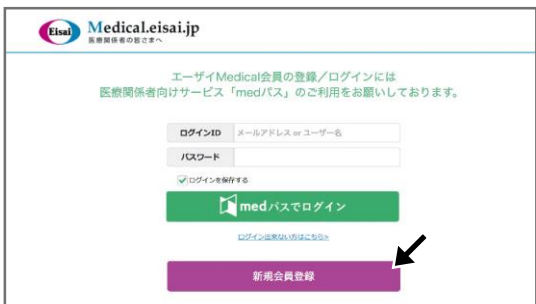 Eisai
Medical.eisai.jp
医療関係者の皆さまへ
エーザイMedical会員の登録／ログインには
医療関係者向けサービス「medパス」のご利用をお願いしております。
ログインID メールアドレス or ユーザー名
パスワード
ログインを保存する
medパスでログイン
ログイン出来ない方はこちら>
新規会員登録